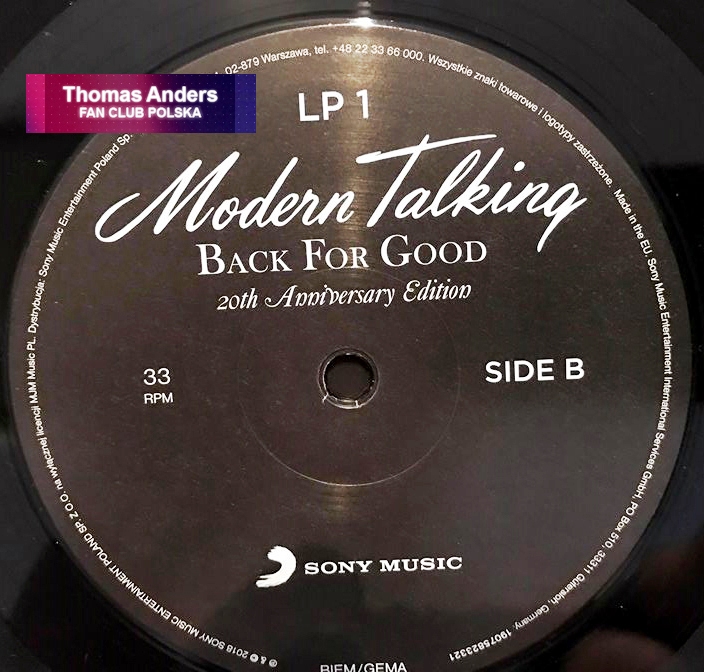 Thomas Anders
FAN CLUB POLSKA
LP 1
Modern Talking
BACK FOR GOOD
20th Anniversary Edition
33
RPM
SIDE B
SONY MUSIC
BIEM/GEMA
℗ & © 2018 SONY MUSIC ENTERTAINMENT POLAND SP. Z O.O. na wyłącznej licencji MJM Music PL. Dystrybucja: Sony Music Entertainment Poland Sp. 02-879 Warszawa, tel. +48 22 33 66 000. Wszystkie znaki towarowe i logotypy zastrzeżone. Made in the EU. Sony Music Entertainment International Services GmbH, PO Box 510, 33311 Gütersloh, Germany. 19075823321